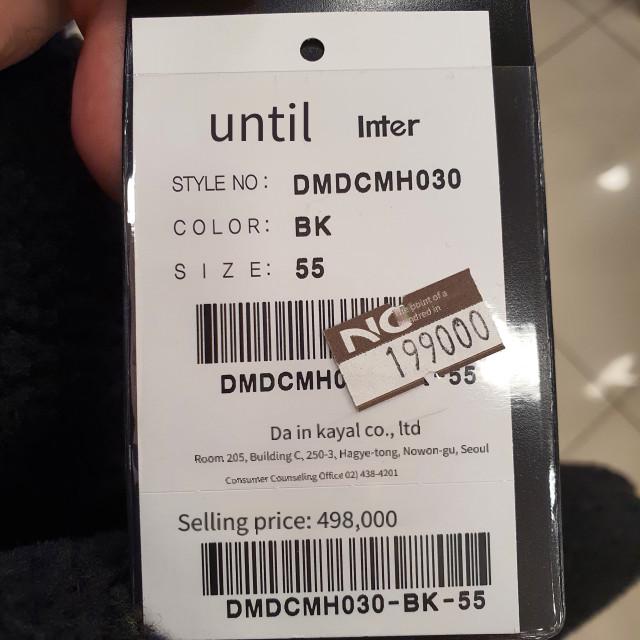 until Inter
STYLE NO: DMDCMH030
COLOR: BK
SIZE: 55
NC
point of a
199000
DMDCMH0
-55
Da in kayal co., ltd
Room 205, Building C, 250-3, Hagye-tong, Nowon-gu, Seoul
Consumer Counseling Office 02) 438-4201
Selling price: 498,000
DMDCMH030-BK-55